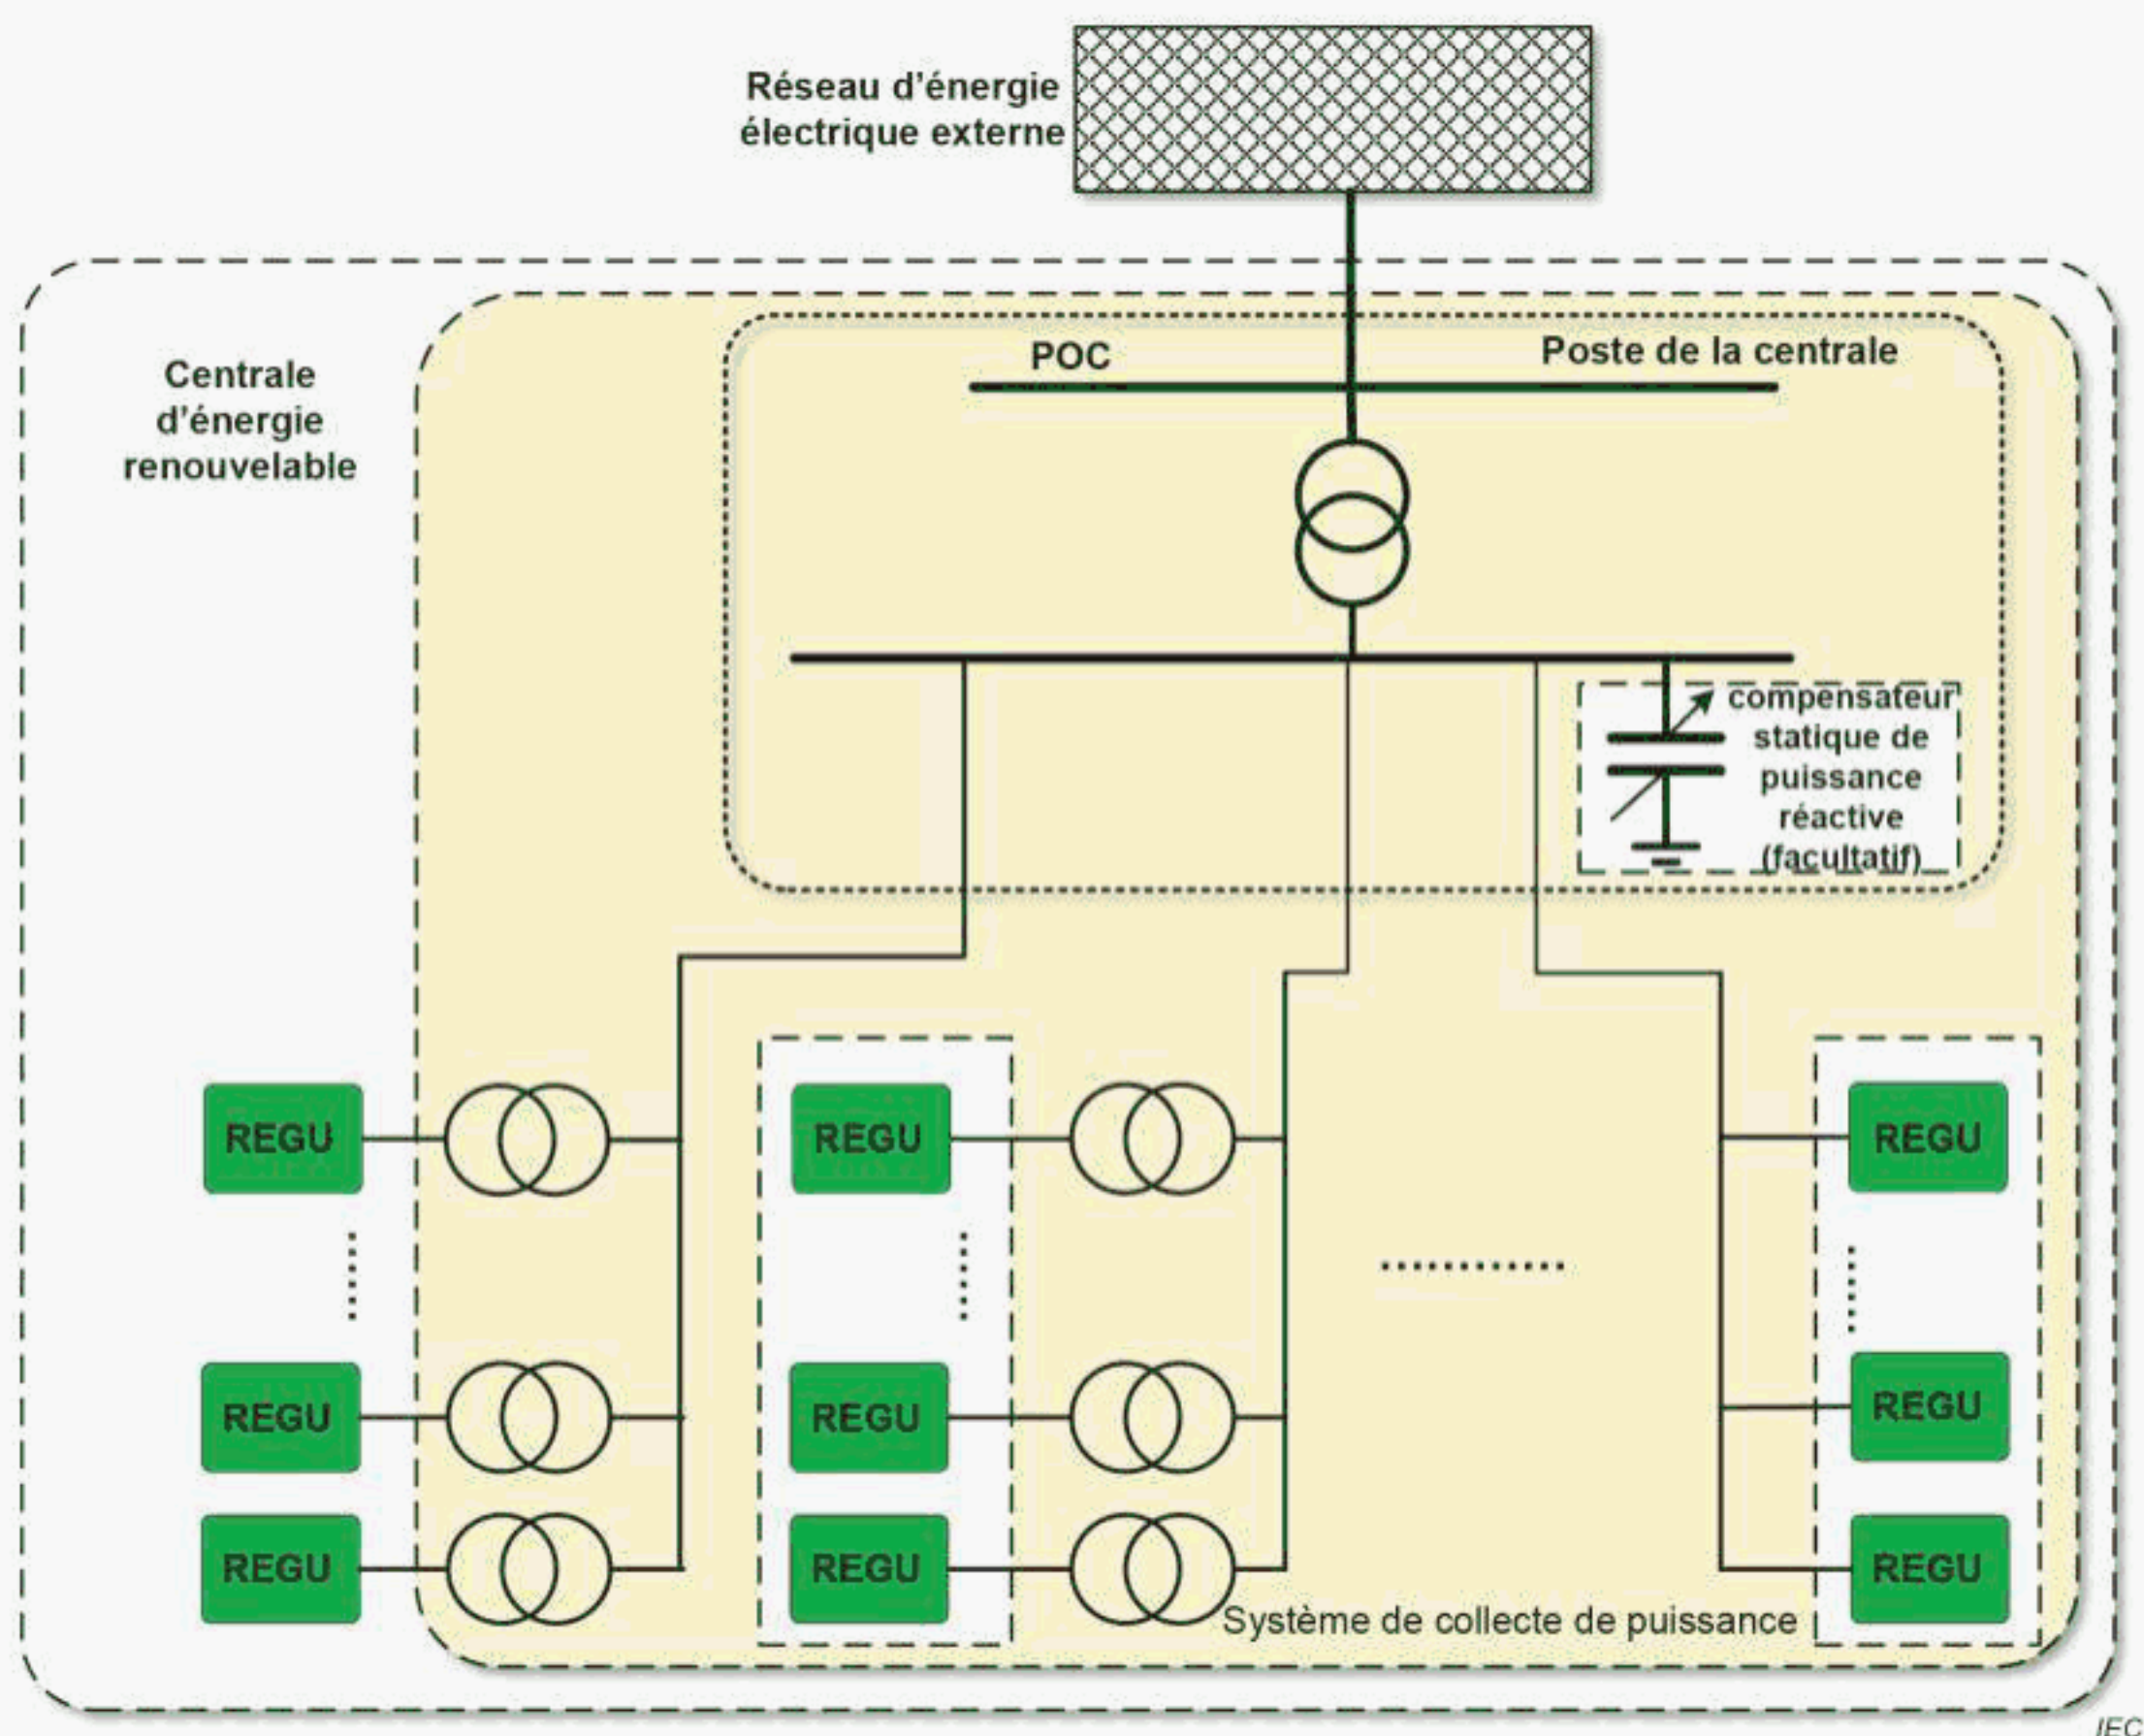 Réseau d'énergie
électrique externe
POC
Poste de la centrale
Centrale
d'énergie
renouvelable
compensateur
statique de
puissance
réactive
(facultatif)
REGU
REGU
REGU
REGU
REGU
REGU
REGU
REGU
REGU
Système de collecte de puissance
IEC